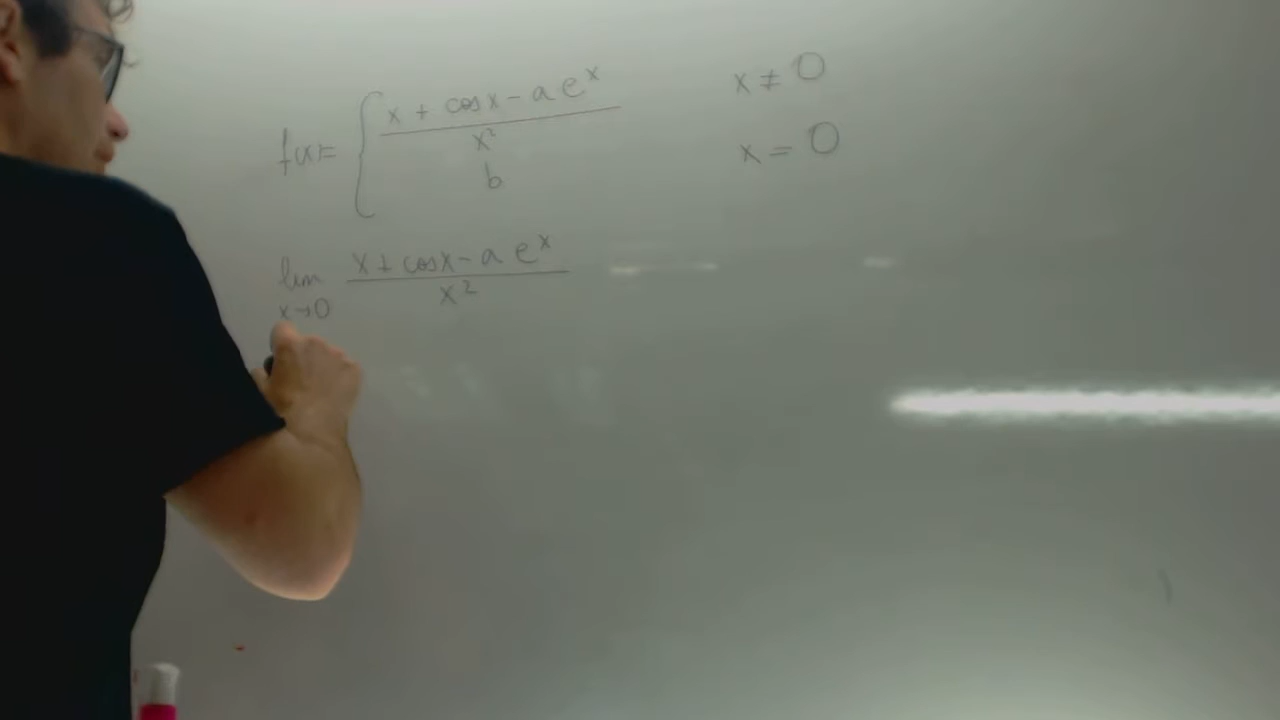 f(x)= { (x + cos x - a e^x) / x²    x ≠ 0
b    x = 0
lim x→0 (x + cos x - a e^x) / x²